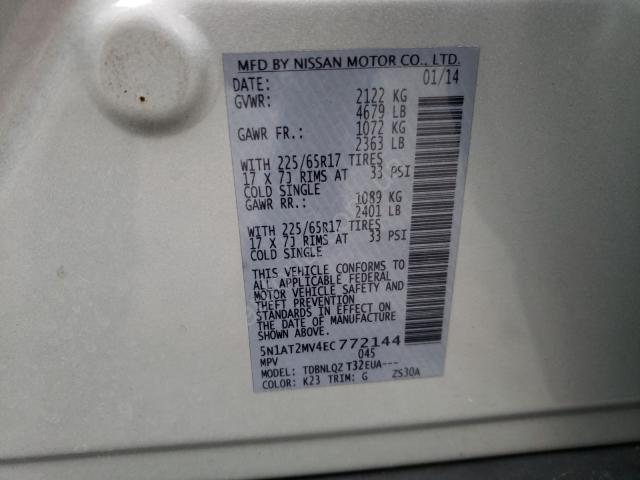 MFD BY NISSAN MOTOR CO., LTD.
DATE: 01/14
GVWR: 2122 KG
4679 LB
GAWR FR.: 1072 KG
2363 LB
WITH 225/65R17 TIRES
17 X 7J RIMS AT 33 PSI
COLD SINGLE
GAWR RR.: 1089 KG
2401 LB
WITH 225/65R17 TIRES
17 X 7J RIMS AT 33 PSI
COLD SINGLE
THIS VEHICLE CONFORMS TO
ALL APPLICABLE FEDERAL
MOTOR VEHICLE SAFETY AND
THEFT PREVENTION
STANDARDS IN EFFECT ON
THE DATE OF MANUFACTURE
SHOWN ABOVE.
5N1AT2MV4EC772144
MPV 045
MODEL: TDBNLQZ T32EUA---
COLOR: K23 TRIM: G ZS30A